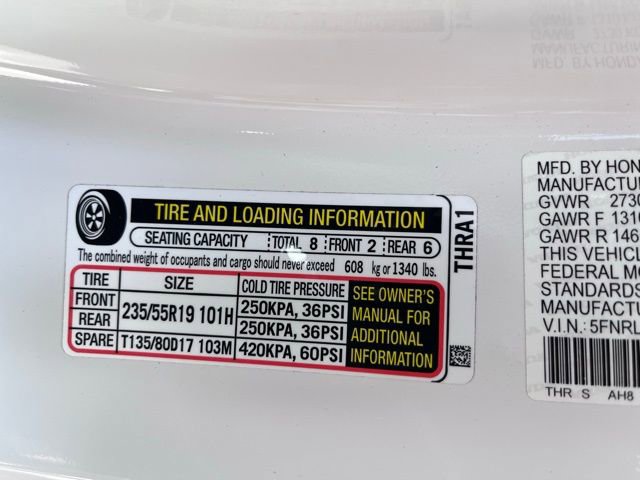 TIRE AND LOADING INFORMATION
SEATING CAPACITY TOTAL 8 FRONT 2 REAR 6
The combined weight of occupants and cargo should never exceed 608 kg or 1340 lbs.
TIRE SIZE COLD TIRE PRESSURE
FRONT 235/55R19 101H 250KPA, 36PSI
REAR 250KPA, 36PSI
SPARE T135/80D17 103M 420KPA, 60PSI
SEE OWNER'S
MANUAL FOR
ADDITIONAL
INFORMATION
THRA1
MFD. BY HON
MANUFACTUR
GVWR 2730
GAWR F 1310
GAWR R 146
THIS VEHICL
FEDERAL MO
STANDARDS
MANUFACTU
V.I.N.: 5FNRL
THR S AH8